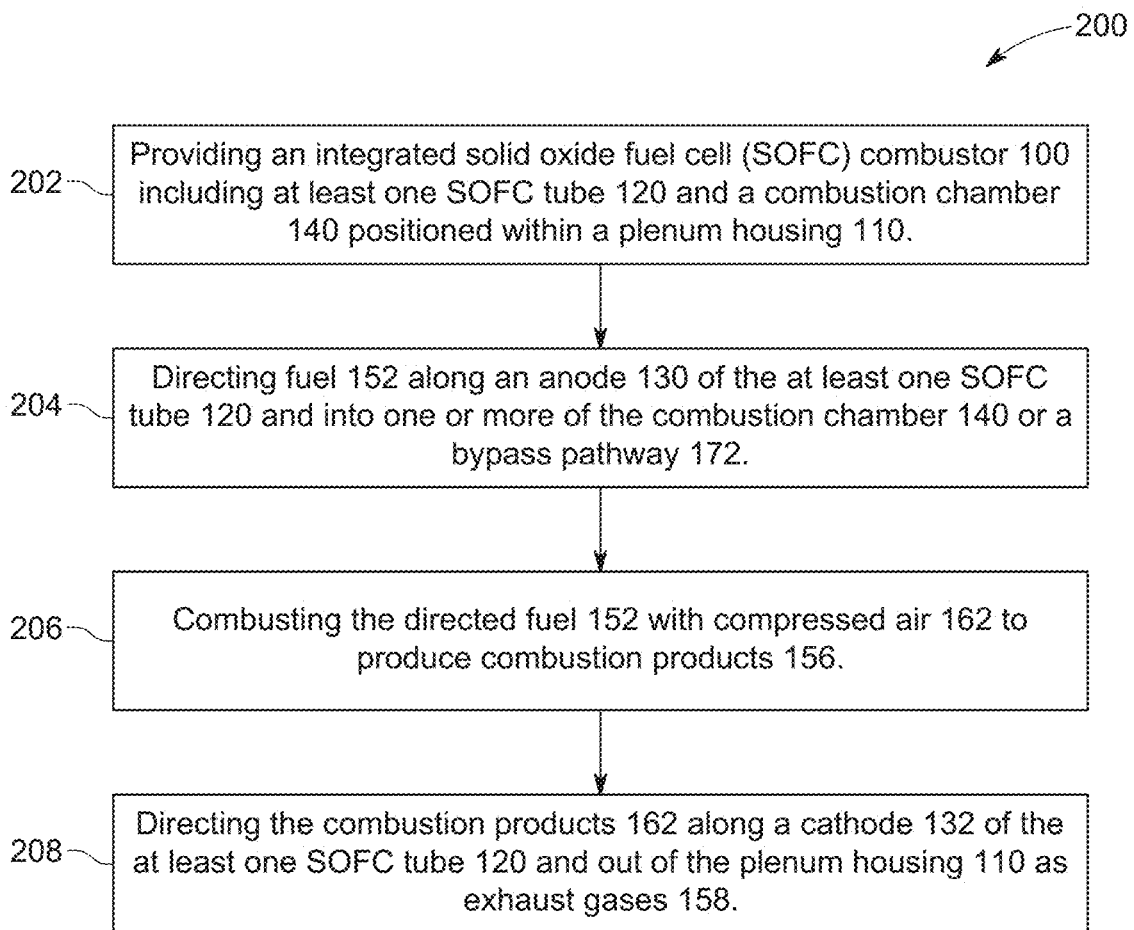 200
202
Providing an integrated solid oxide fuel cell (SOFC) combustor 100
including at least one SOFC tube 120 and a combustion chamber
140 positioned within a plenum housing 110.
204
Directing fuel 152 along an anode 130 of the at least one SOFC
tube 120 and into one or more of the combustion chamber 140 or a
bypass pathway 172.
206
Combusting the directed fuel 152 with compressed air 162 to
produce combustion products 156.
208
Directing the combustion products 162 along a cathode 132 of the
at least one SOFC tube 120 and out of the plenum housing 110 as
exhaust gases 158.